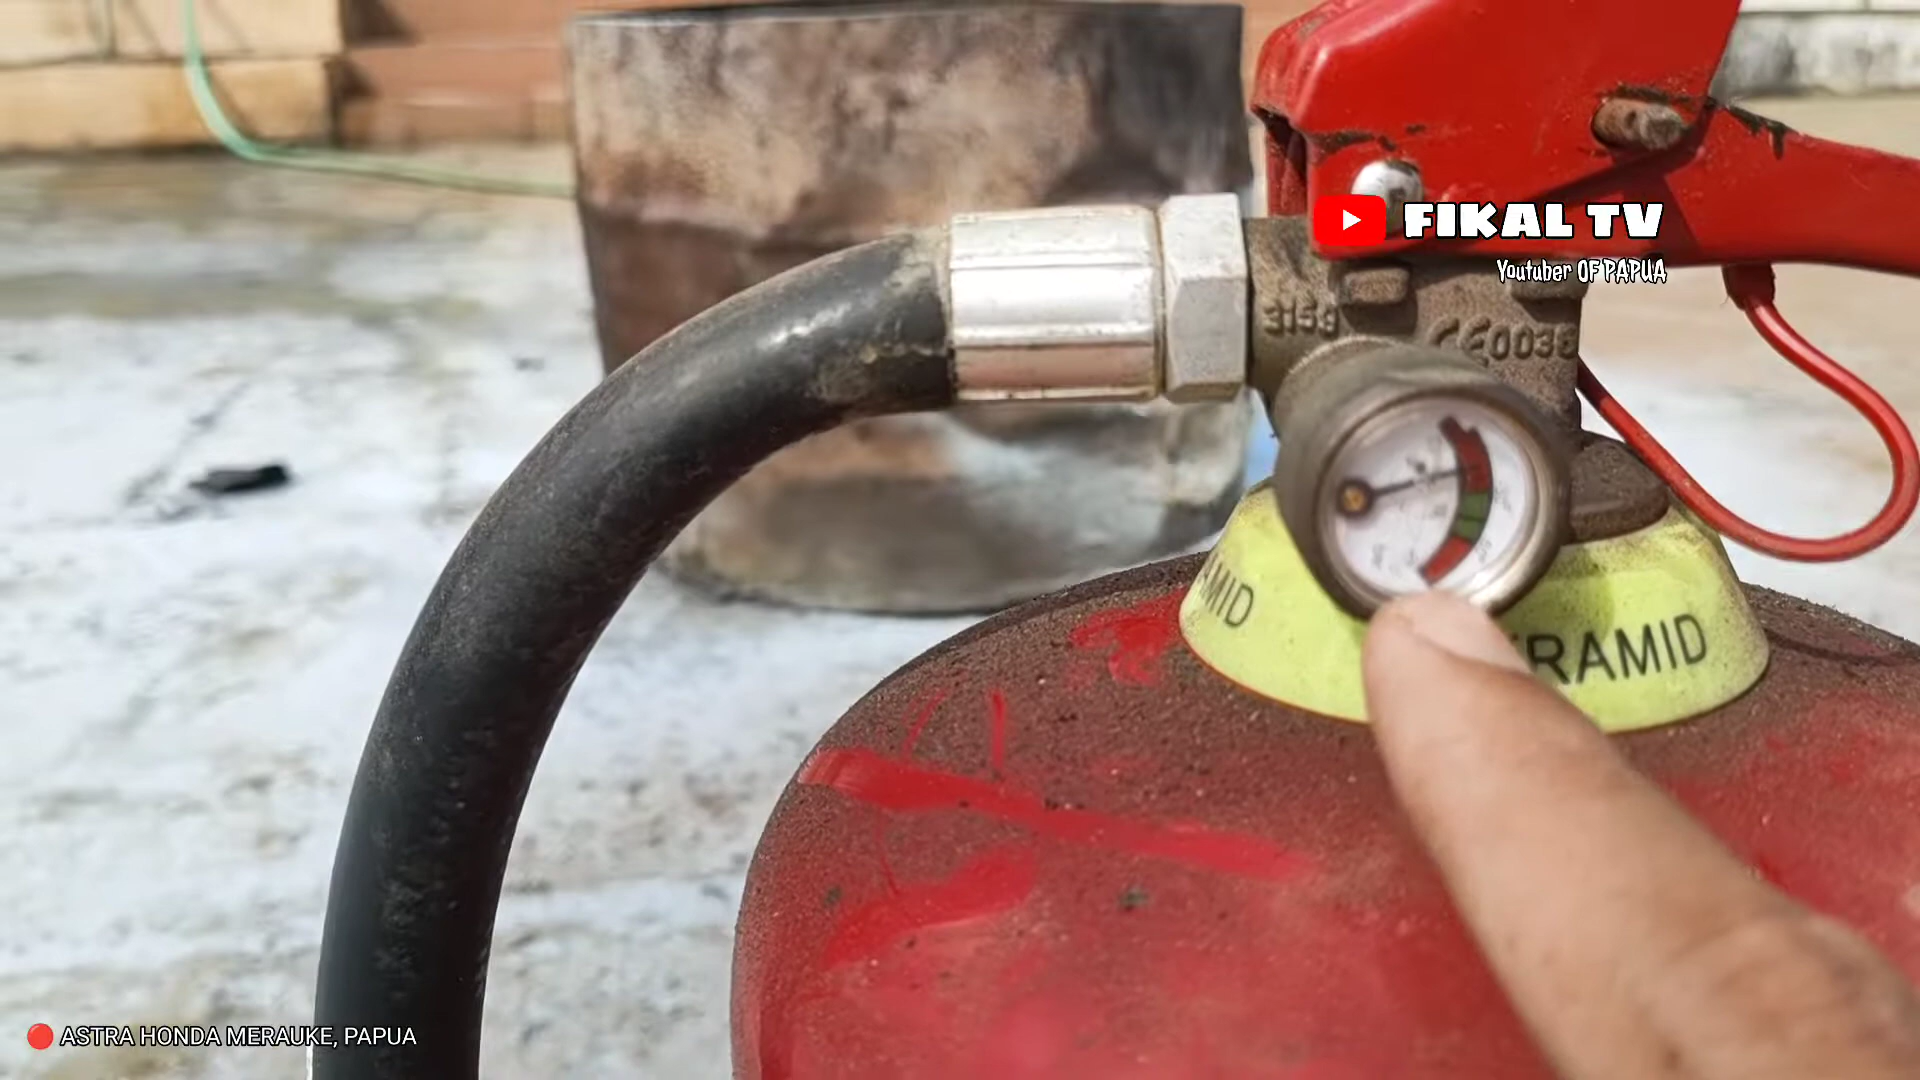 FIKAL TV
Youtuber OF PAPUA
3159
CE0038
MID
RAMID
ASTRA HONDA MERAUKE, PAPUA